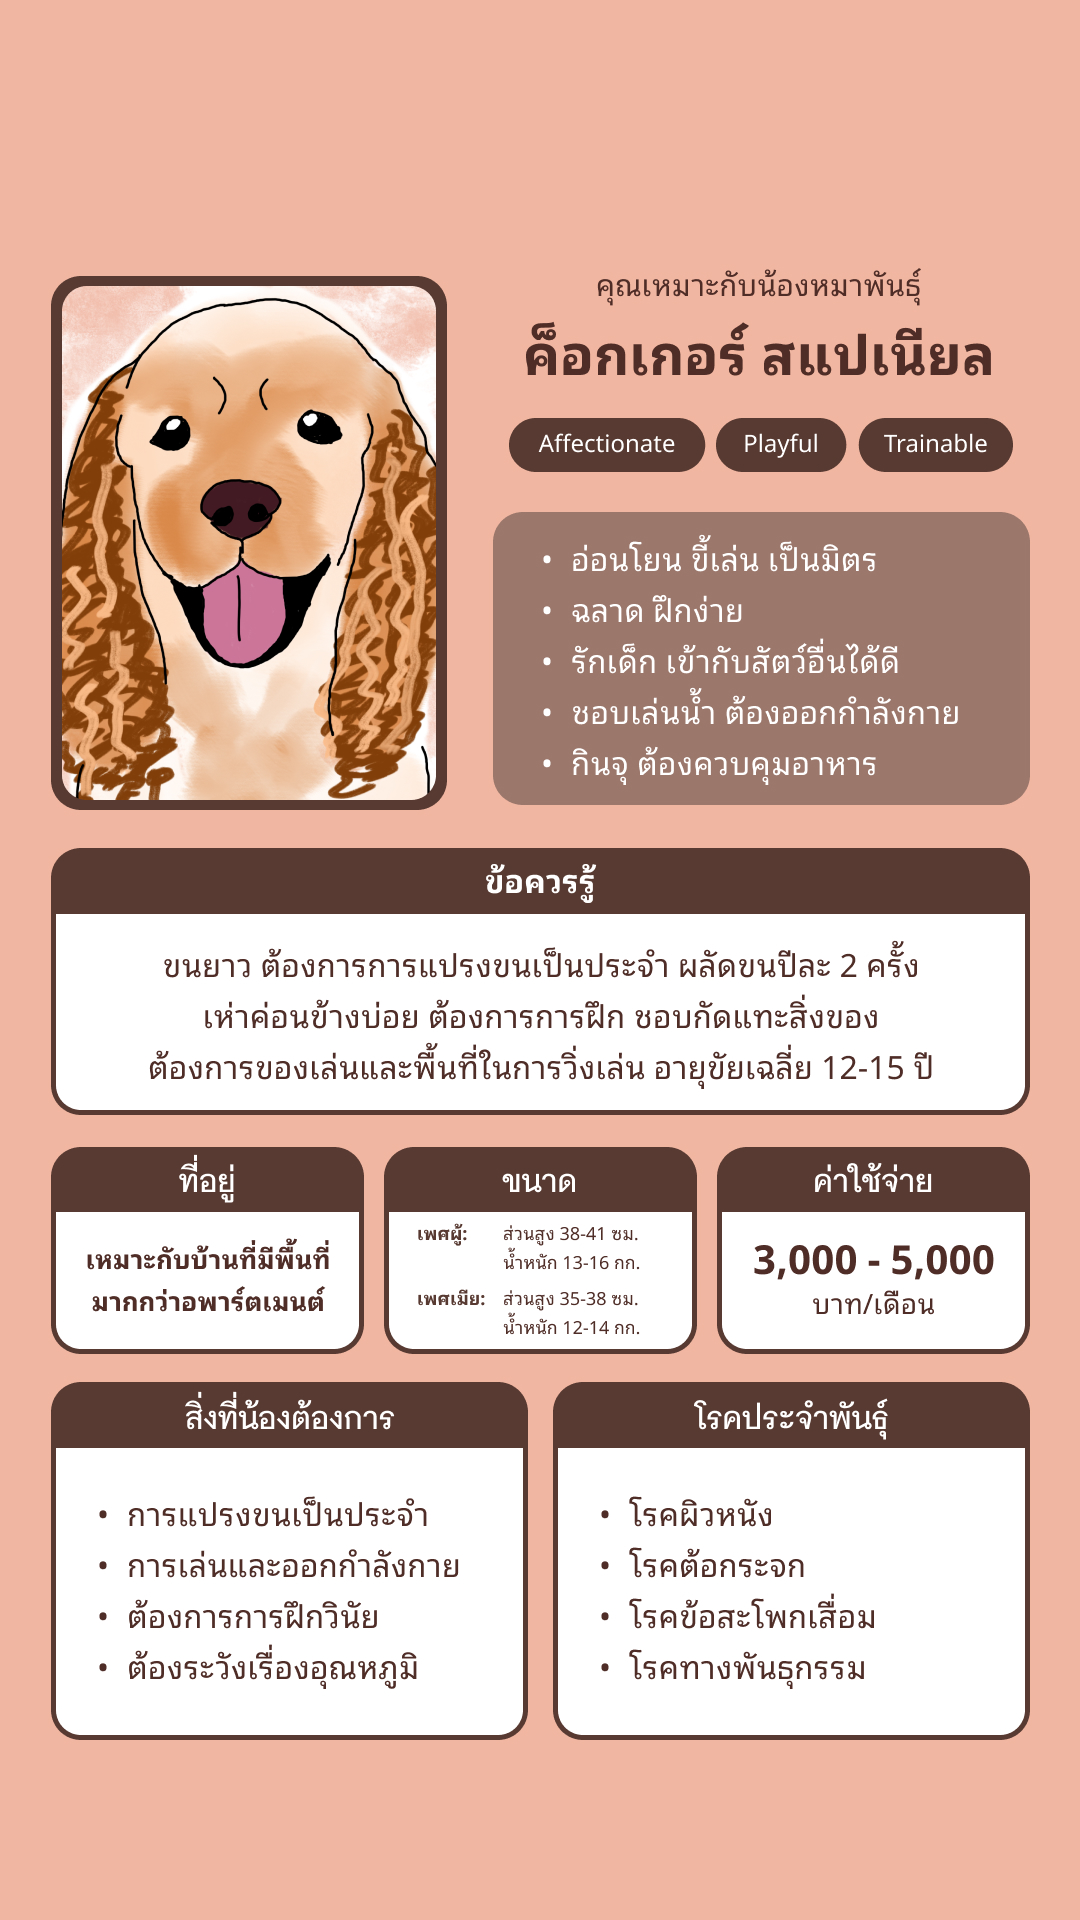 คุณเหมาะกับน้องหมาพันธุ์
ค็อกเกอร์ สแปเนียล
Affectionate
Playful
Trainable
• อ่อนโยน ขี้เล่น เป็นมิตร
• ฉลาด ฝึกง่าย
• รักเด็ก เข้ากับสัตว์อื่นได้ดี
• ชอบเล่นน้ำ ต้องออกกำลังกาย
• กินจุ ต้องควบคุมอาหาร
ข้อควรรู้
ขนยาว ต้องการการแปรงขนเป็นประจำ ผลัดขนปีละ 2 ครั้ง
เห่าค่อนข้างบ่อย ต้องการการฝึก ชอบกัดแทะสิ่งของ
ต้องการของเล่นและพื้นที่ในการวิ่งเล่น อายุขัยเฉลี่ย 12-15 ปี
ที่อยู่
เหมาะกับบ้านที่มีพื้นที่
มากกว่าอพาร์ตเมนต์
ขนาด
เพศผู้: ส่วนสูง 38-41 ซม.
น้ำหนัก 13-16 กก.
เพศเมีย: ส่วนสูง 35-38 ซม.
น้ำหนัก 12-14 กก.
ค่าใช้จ่าย
3,000 - 5,000
บาท/เดือน
สิ่งที่น้องต้องการ
• การแปรงขนเป็นประจำ
• การเล่นและออกกำลังกาย
• ต้องการการฝึกวินัย
• ต้องระวังเรื่องอุณหภูมิ
โรคประจำพันธุ์
• โรคผิวหนัง
• โรคต้อกระจก
• โรคข้อสะโพกเสื่อม
• โรคทางพันธุกรรม